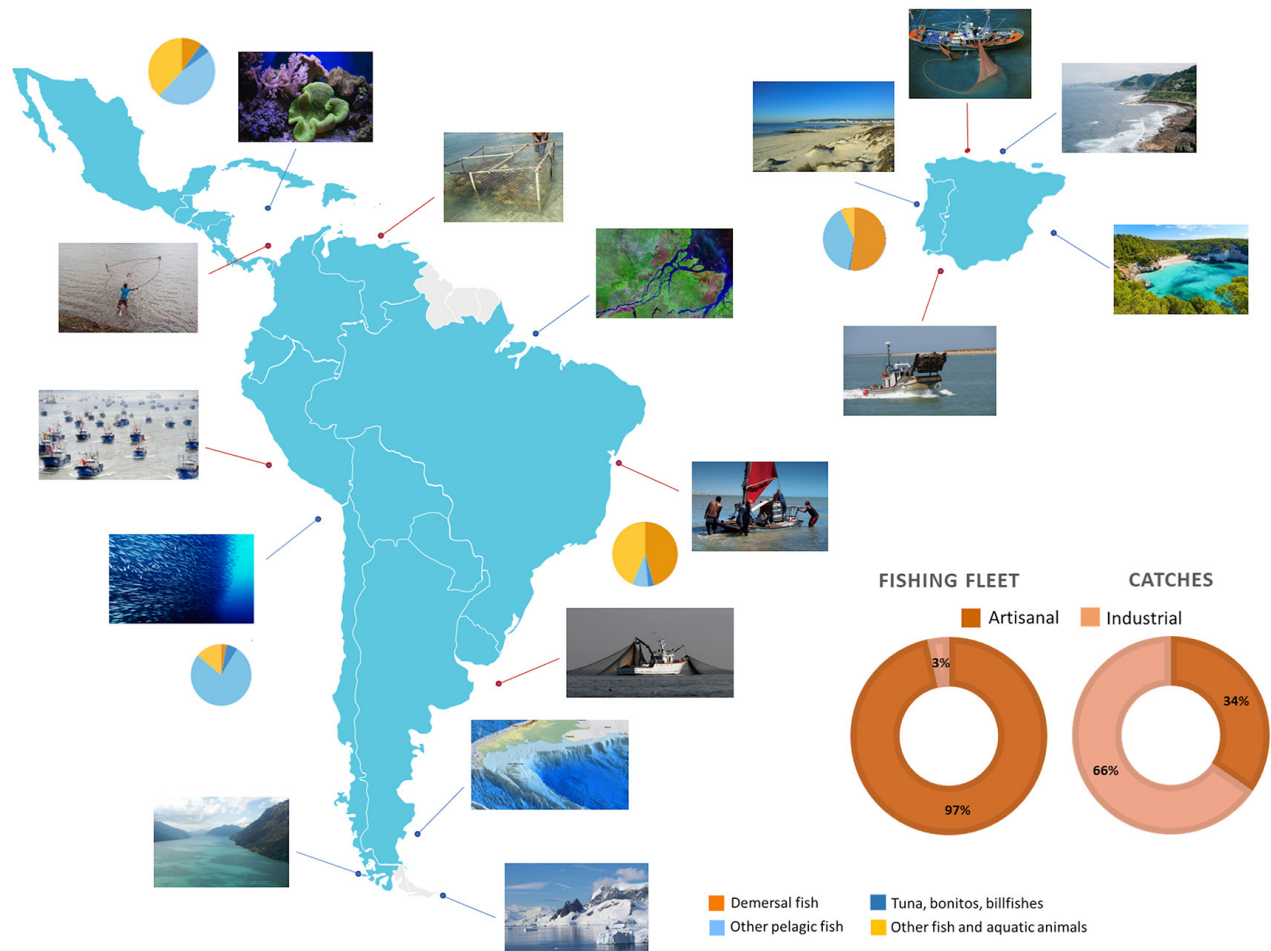 FISHING FLEET
CATCHES
Artisanal
Industrial
3%
97%
34%
66%
Demersal fish
Tuna, bonitos, billfishes
Other pelagic fish
Other fish and aquatic animals